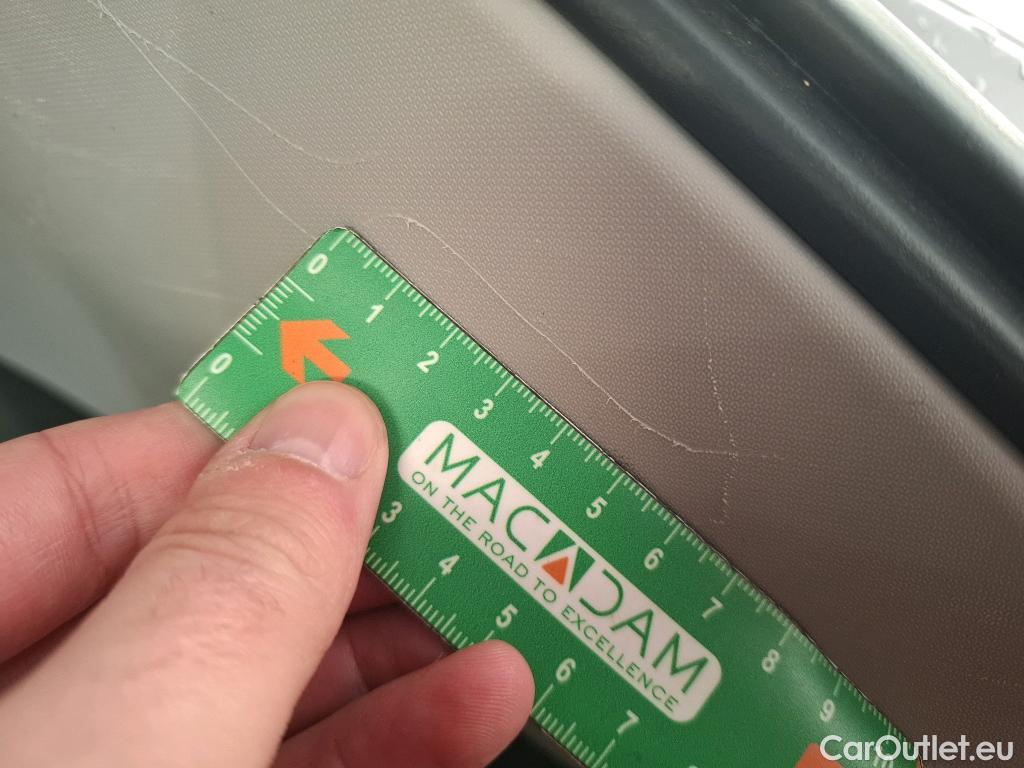 0 1 2 3 4 5 6 7 8 9
0 3 4 5 6 7
MACADAM
ON THE ROAD TO EXCELLENCE
CarOutlet.eu